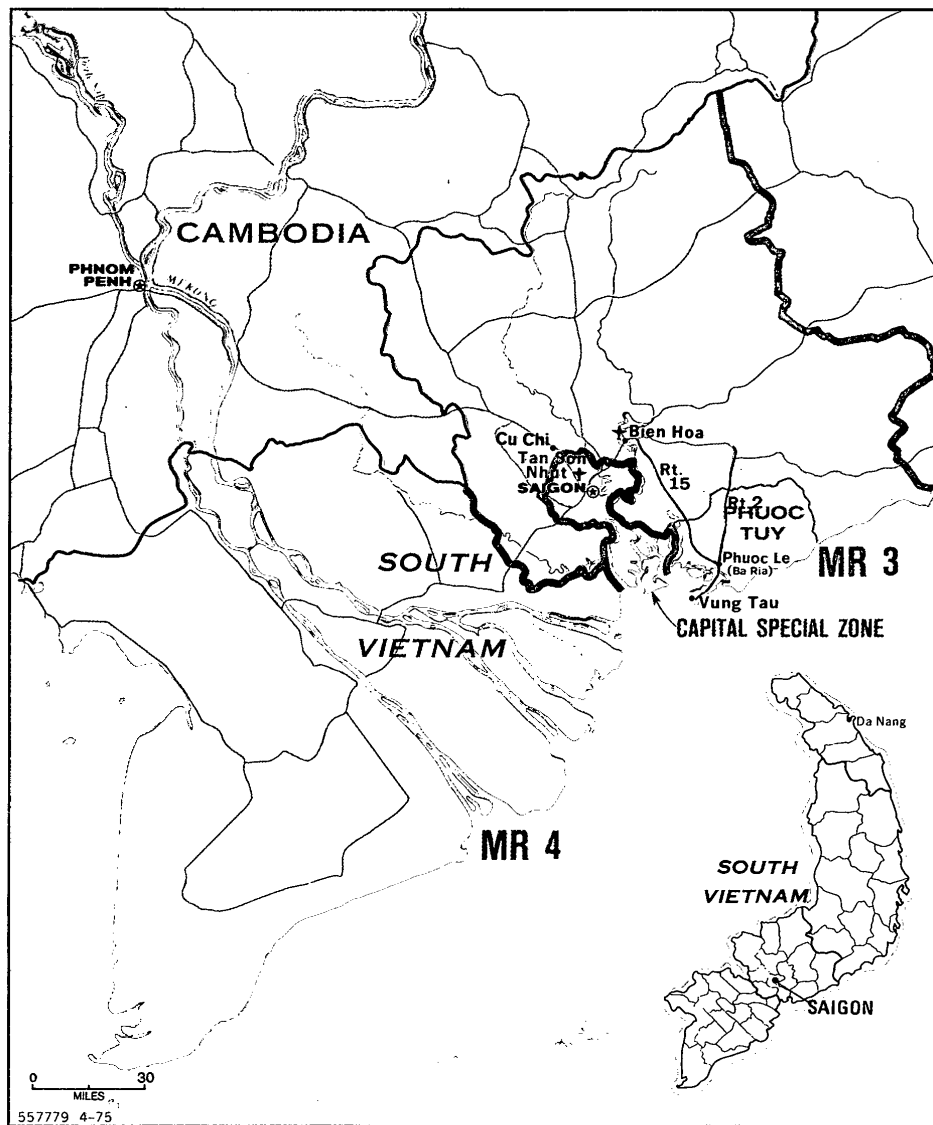 CAMBODIA
PHNOM
PENH
MEKONG
Cu Chi
Bien Hoa
Tan Son
Nhut
SAIGON
Rt.
15
Rt. 2
PHUOC
TUY
MR 3
Phuoc Le
(Ba Ria)
Vung Tau
CAPITAL SPECIAL ZONE
SOUTH
VIETNAM
MR 4
Da Nang
SOUTH
VIETNAM
SAIGON
0 30
MILES
557779 4-75